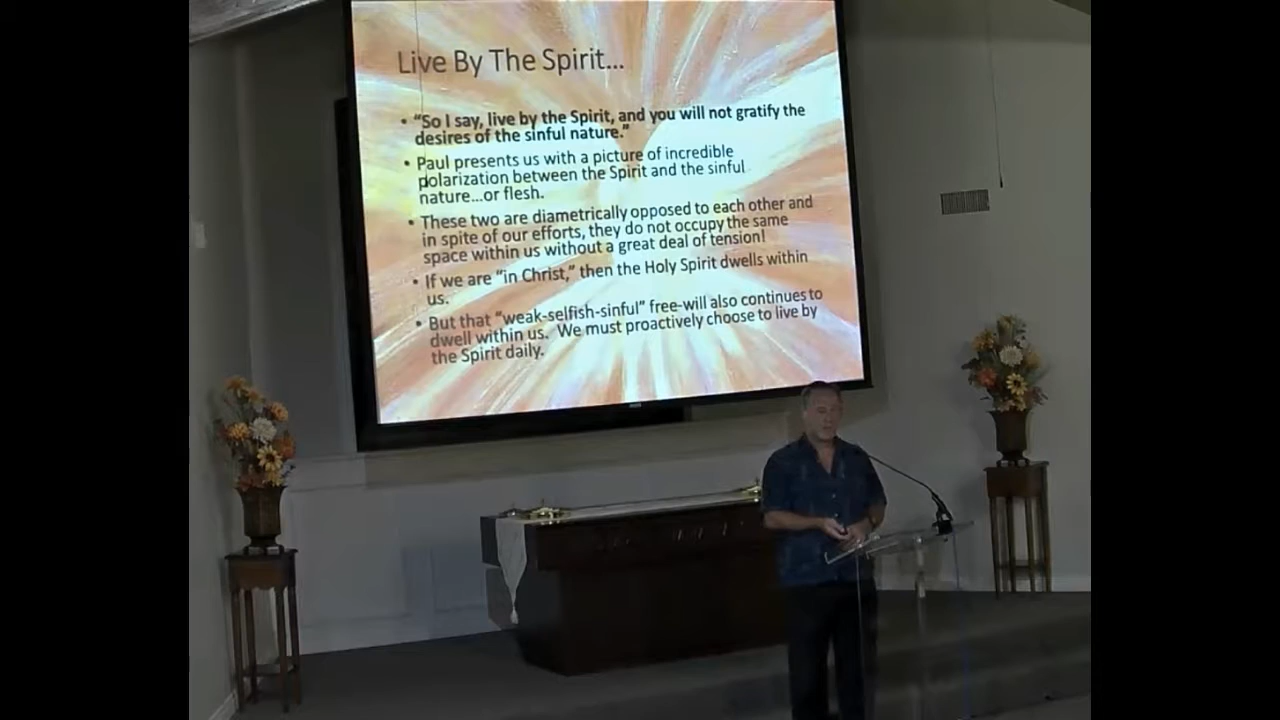 Live By The Spirit...
• “So I say, live by the Spirit, and you will not gratify the
desires of the sinful nature.”
• Paul presents us with a picture of incredible
polarization between the Spirit and the sinful
nature...or flesh.
• These two are diametrically opposed to each other and
in spite of our efforts, they do not occupy the same
space within us without a great deal of tension!
• If we are “in Christ,” then the Holy Spirit dwells within
us.
• But that “weak-selfish-sinful” free-will also continues to
dwell within us.  We must proactively choose to live by
the Spirit daily.